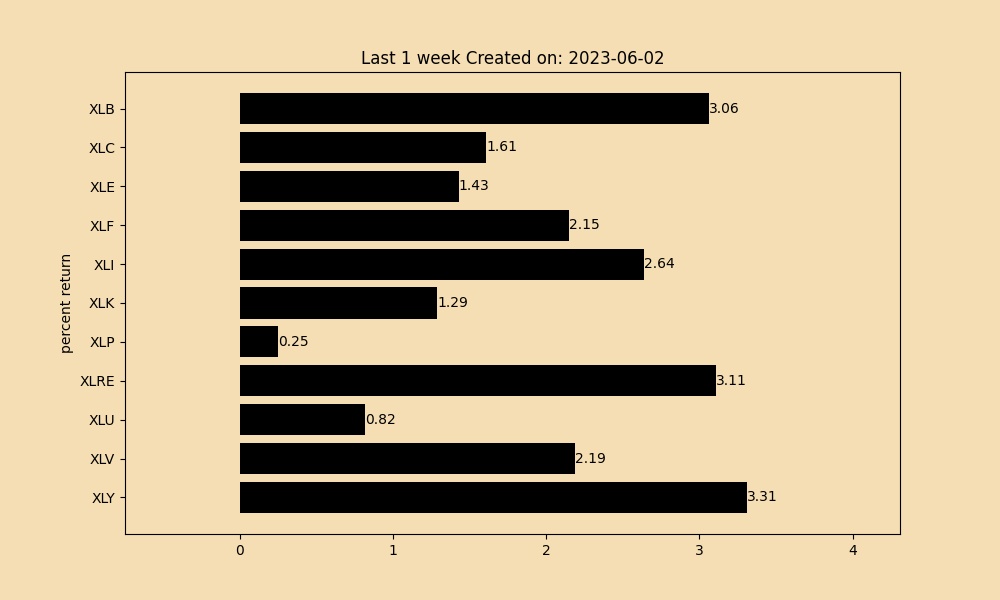 Last 1 week Created on: 2023-06-02
percent return
XLB 3.06
XLC 1.61
XLE 1.43
XLF 2.15
XLI 2.64
XLK 1.29
XLP 0.25
XLRE 3.11
XLU 0.82
XLV 2.19
XLY 3.31
0 1 2 3 4